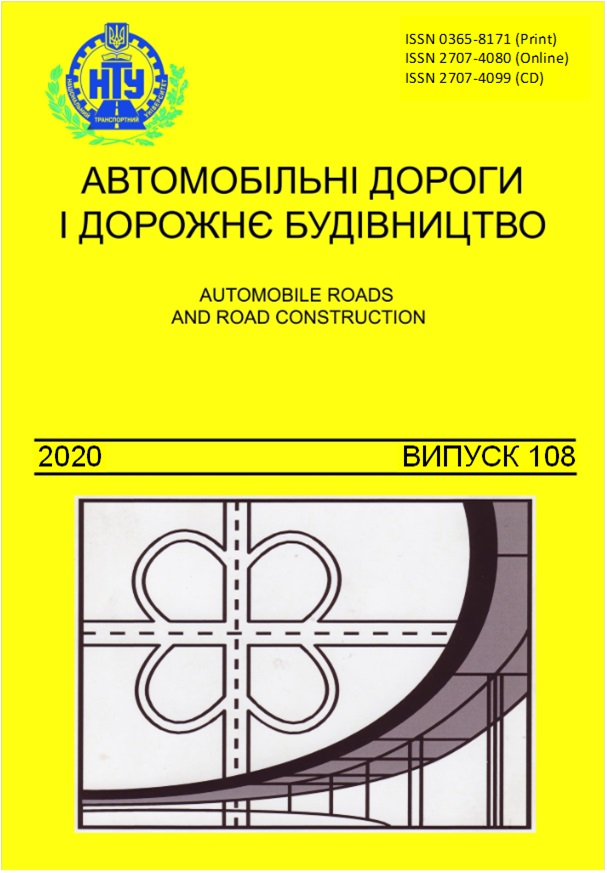 ISSN 0365-8171 (Print)
ISSN 2707-4080 (Online)
ISSN 2707-4099 (CD)
НТУ
НАЦІОНАЛЬНИЙ
ТРАНСПОРТНИЙ
УНІВЕРСИТЕТ
АВТОМОБІЛЬНІ ДОРОГИ
І ДОРОЖНЄ БУДІВНИЦТВО
AUTOMOBILE ROADS
AND ROAD CONSTRUCTION
2020 ВИПУСК 108